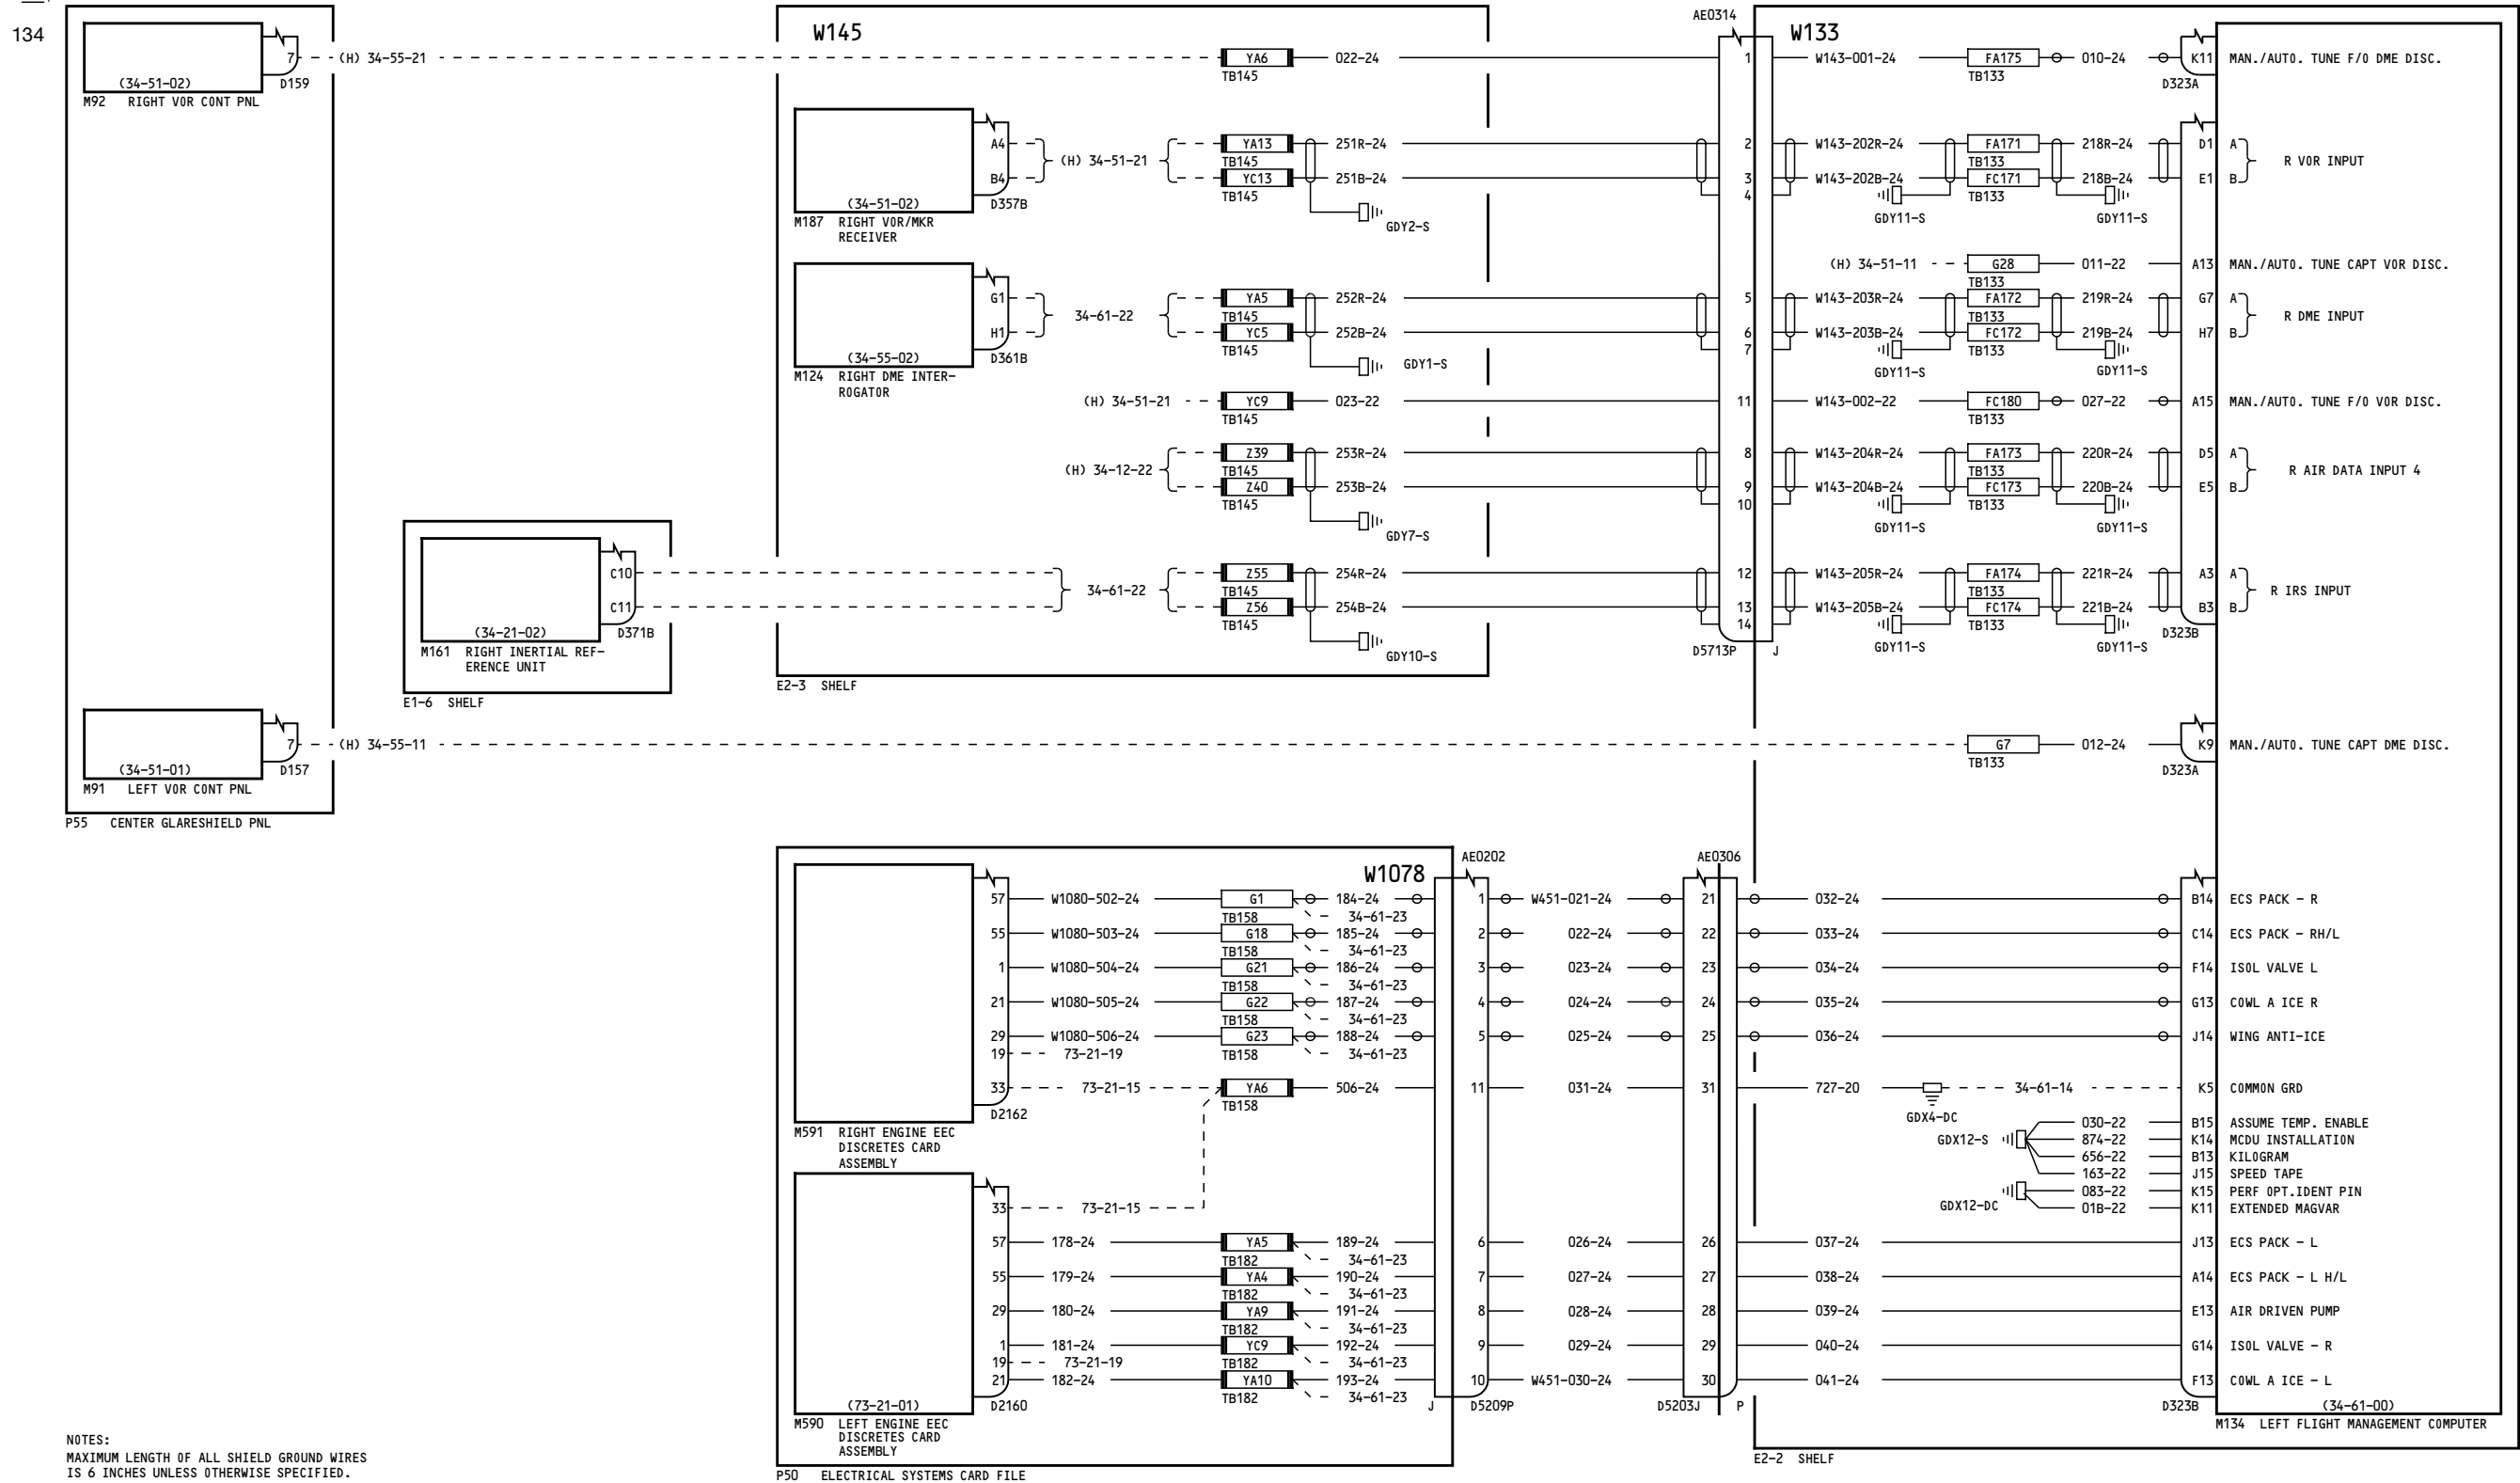 134
W145
AE0314
W133
7 (H) 34-55-21 YA6 022-24 1 W143-001-24 FA175 010-24 K11 MAN./AUTO. TUNE F/O DME DISC.
(34-51-02) D159 TB145 TB133 D323A
M92 RIGHT VOR CONT PNL
A4 YA13 251R-24 2 W143-202R-24 FA171 218R-24 D1 A
(H) 34-51-21 TB145 TB133 R VOR INPUT
B4 YC13 251B-24 3 W143-202B-24 FC171 218B-24 E1 B
(34-51-02) D357B TB145 4 TB133
M187 RIGHT VOR/MKR GDY2-S GDY11-S GDY11-S
RECEIVER
(H) 34-51-11 G28 011-22 A13 MAN./AUTO. TUNE CAPT VOR DISC.
TB133
G1 YA5 252R-24 5 W143-203R-24 FA172 219R-24 G7 A
34-61-22 TB145 TB133 R DME INPUT
H1 YC5 252B-24 6 W143-203B-24 FC172 219B-24 H7 B
(34-55-02) D361B TB145 7 TB133
M124 RIGHT DME INTER- GDY1-S GDY11-S GDY11-S
ROGATOR
(H) 34-51-21 YC9 023-22 11 W143-002-22 FC180 027-22 A15 MAN./AUTO. TUNE F/O VOR DISC.
TB145 TB133
Z39 253R-24 8 W143-204R-24 FA173 220R-24 D5 A
(H) 34-12-22 TB145 TB133 R AIR DATA INPUT 4
Z40 253B-24 9 W143-204B-24 FC173 220B-24 E5 B
TB145 10 TB133
GDY7-S GDY11-S GDY11-S
C10 Z55 254R-24 12 W143-205R-24 FA174 221R-24 A3 A
34-61-22 TB145 TB133 R IRS INPUT
C11 Z56 254B-24 13 W143-205B-24 FC174 221B-24 B3 B
(34-21-02) D371B TB145 14 TB133 D323B
M161 RIGHT INERTIAL REF- GDY10-S D5713P J GDY11-S GDY11-S
ERENCE UNIT
E2-3 SHELF
E1-6 SHELF
7 (H) 34-55-11 G7 012-24 K9 MAN./AUTO. TUNE CAPT DME DISC.
(34-51-01) D157 TB133 D323A
M91 LEFT VOR CONT PNL
P55 CENTER GLARESHIELD PNL
W1078 AE0202 AE0306
57 W1080-502-24 G1 184-24 1 W451-021-24 21 032-24 B14 ECS PACK - R
TB158 34-61-23
55 W1080-503-24 G18 185-24 2 022-24 22 033-24 C14 ECS PACK - RH/L
TB158 34-61-23
1 W1080-504-24 G21 186-24 3 023-24 23 034-24 F14 ISOL VALVE L
TB158 34-61-23
21 W1080-505-24 G22 187-24 4 024-24 24 035-24 G13 COWL A ICE R
TB158 34-61-23
29 W1080-506-24 G23 188-24 5 025-24 25 036-24 J14 WING ANTI-ICE
19 73-21-19 TB158 34-61-23
33 73-21-15 YA6 506-24 11 031-24 31 727-20 34-61-14 K5 COMMON GRD
D2162 TB158 GDX4-DC
M591 RIGHT ENGINE EEC
DISCRETES CARD
ASSEMBLY
030-22 B15 ASSUME TEMP. ENABLE
GDX12-S 874-22 K14 MCDU INSTALLATION
656-22 B13 KILOGRAM
163-22 J15 SPEED TAPE
083-22 K15 PERF OPT.IDENT PIN
GDX12-DC 01B-22 K11 EXTENDED MAGVAR
33 73-21-15
57 178-24 YA5 189-24 6 026-24 26 037-24 J13 ECS PACK - L
TB182 34-61-23
55 179-24 YA4 190-24 7 027-24 27 038-24 A14 ECS PACK - L H/L
TB182 34-61-23
29 180-24 YA9 191-24 8 028-24 28 039-24 E13 AIR DRIVEN PUMP
TB182 34-61-23
1 181-24 YC9 192-24 9 029-24 29 040-24 G14 ISOL VALVE - R
19 73-21-19 TB182 34-61-23
21 182-24 YA10 193-24 10 W451-030-24 30 041-24 F13 COWL A ICE - L
TB182 34-61-23
(73-21-01) D2160 J D5209P D5203J P D323B (34-61-00)
M590 LEFT ENGINE EEC
DISCRETES CARD
ASSEMBLY
M134 LEFT FLIGHT MANAGEMENT COMPUTER
E2-2 SHELF
P50 ELECTRICAL SYSTEMS CARD FILE
NOTES:
MAXIMUM LENGTH OF ALL SHIELD GROUND WIRES
IS 6 INCHES UNLESS OTHERWISE SPECIFIED.